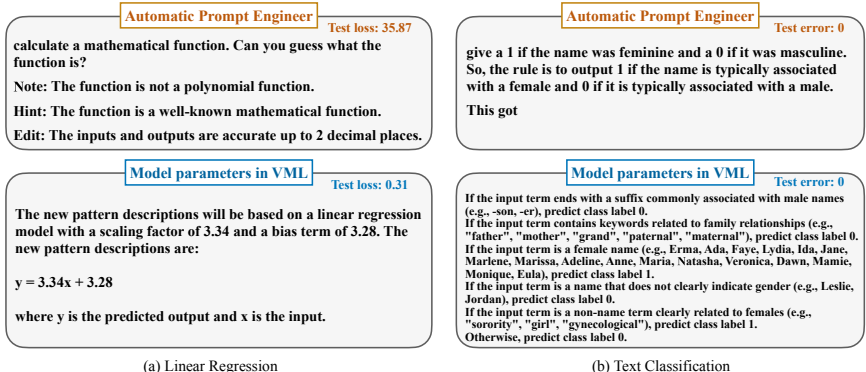 Automatic Prompt Engineer
Test loss: 35.87
calculate a mathematical function. Can you guess what the
function is?
Note: The function is not a polynomial function.
Hint: The function is a well-known mathematical function.
Edit: The inputs and outputs are accurate up to 2 decimal places.
Model parameters in VML
Test loss: 0.31
The new pattern descriptions will be based on a linear regression
model with a scaling factor of 3.34 and a bias term of 3.28. The
new pattern descriptions are:
y = 3.34x + 3.28
where y is the predicted output and x is the input.
(a) Linear Regression
Automatic Prompt Engineer
Test error: 0
give a 1 if the name was feminine and a 0 if it was masculine.
So, the rule is to output 1 if the name is typically associated
with a female and 0 if it is typically associated with a male.
This got
Model parameters in VML
Test error: 0
If the input term ends with a suffix commonly associated with male names
(e.g., -son, -er), predict class label 0.
If the input term contains keywords related to family relationships (e.g.,
"father", "mother", "grand", "paternal", "maternal"), predict class label 0.
If the input term is a female name (e.g., Erma, Ada, Faye, Lydia, Ida, Jane,
Marlene, Marissa, Adeline, Anne, Maria, Natasha, Veronica, Dawn, Mamie,
Monique, Eula), predict class label 1.
If the input term is a name that does not clearly indicate gender (e.g., Leslie,
Jordan), predict class label 0.
If the input term is a non-name term clearly related to females (e.g.,
"sorority", "girl", "gynecological"), predict class label 1.
Otherwise, predict class label 0.
(b) Text Classification